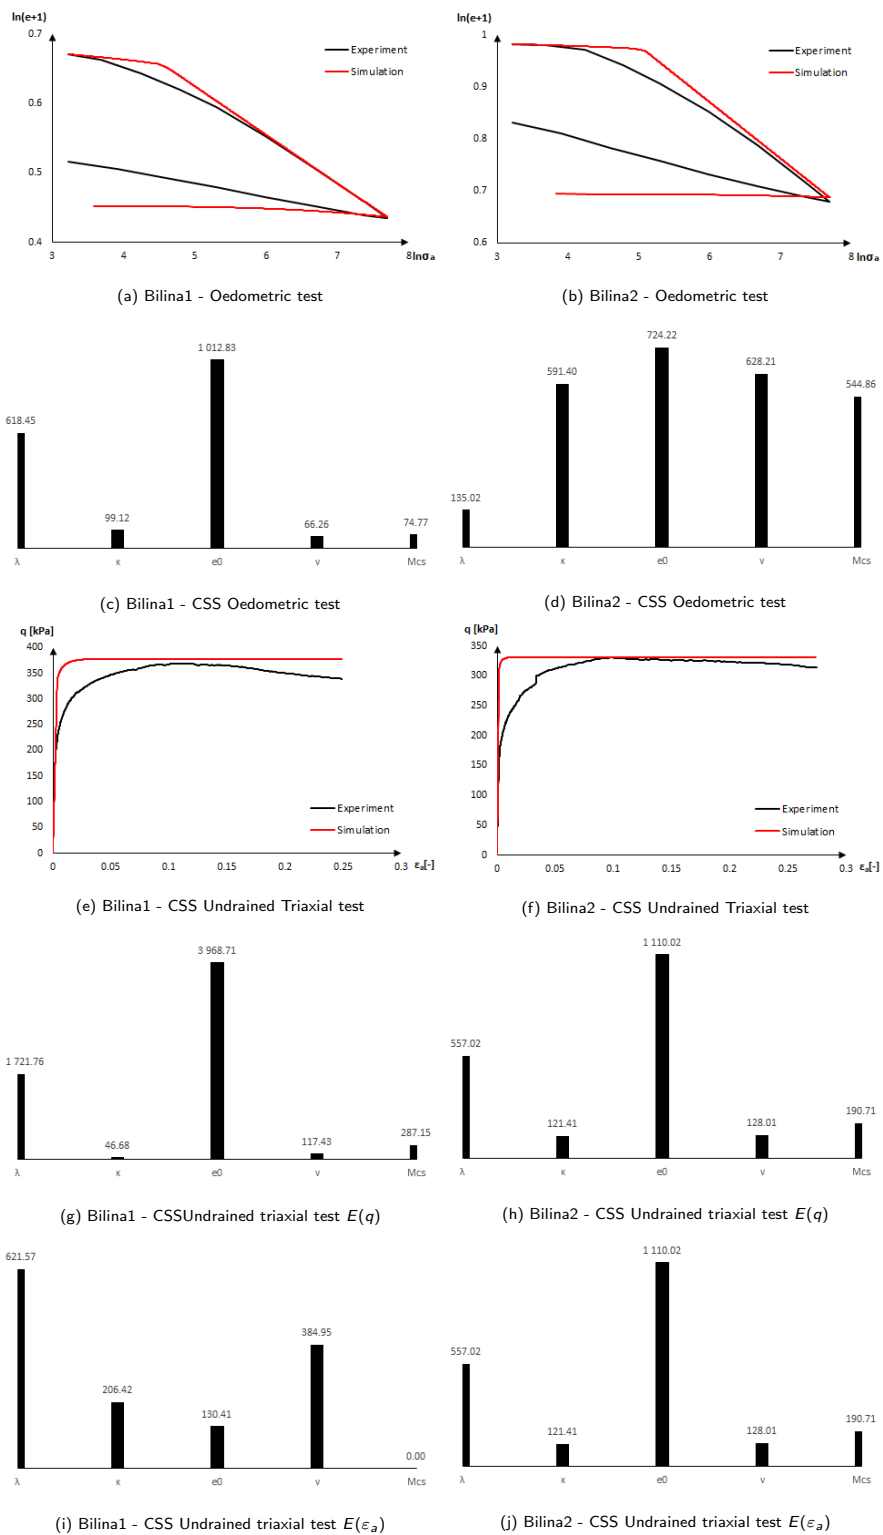 ln(e+1)
0.7
0.6
0.5
0.4
3 4 5 6 7 8 lnσa
Experiment
Simulation
(a) Bilina1 - Oedometric test
ln(e+1)
1
0.9
0.8
0.7
0.6
3 4 5 6 7 8
lnσa
Experiment
Simulation
(b) Bilina2 - Oedometric test
618.45 99.12 1 012.83 66.26 74.77
λ κ e0 ν Mcs
(c) Bilina1 - CSS Oedometric test
135.02 591.40 724.22 628.21 544.86
λ κ e0 ν Mcs
(d) Bilina2 - CSS Oedometric test
q [kPa]
400
350
300
250
200
150
100
50
0
0 0.05 0.1 0.15 0.2 0.25 0.3 εa[-]
Experiment
Simulation
(e) Bilina1 - CSS Undrained Triaxial test
q [kPa]
350
300
250
200
150
100
50
0
0 0.05 0.1 0.15 0.2 0.25 0.3 εa[-]
Experiment
Simulation
(f) Bilina2 - CSS Undrained Triaxial test
1 721.76 46.68 3 968.71 117.43 287.15
λ κ e0 ν Mcs
(g) Bilina1 - CSSUndrained triaxial test E(q)
557.02 121.41 1 110.02 128.01 190.71
λ κ e0 ν Mcs
(h) Bilina2 - CSS Undrained triaxial test E(q)
621.57 206.42 130.41 384.95 0.00
λ κ e0 ν Mcs
(i) Bilina1 - CSS Undrained triaxial test E(εa)
557.02 121.41 1 110.02 128.01 190.71
λ κ e0 ν Mcs
(j) Bilina2 - CSS Undrained triaxial test E(εa)